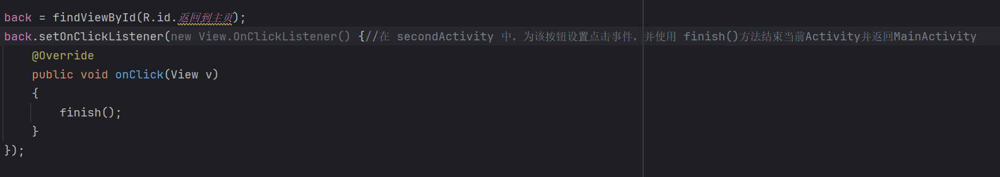 back = findViewById(R.id.返回到主页);
back.setOnClickListener(new View.OnClickListener() {//在 secondActivity 中，为该按钮设置点击事件，并使用 finish()方法结束当前Activity并返回MainActivity
@Override
public void onClick(View v)
{
finish();
}
});